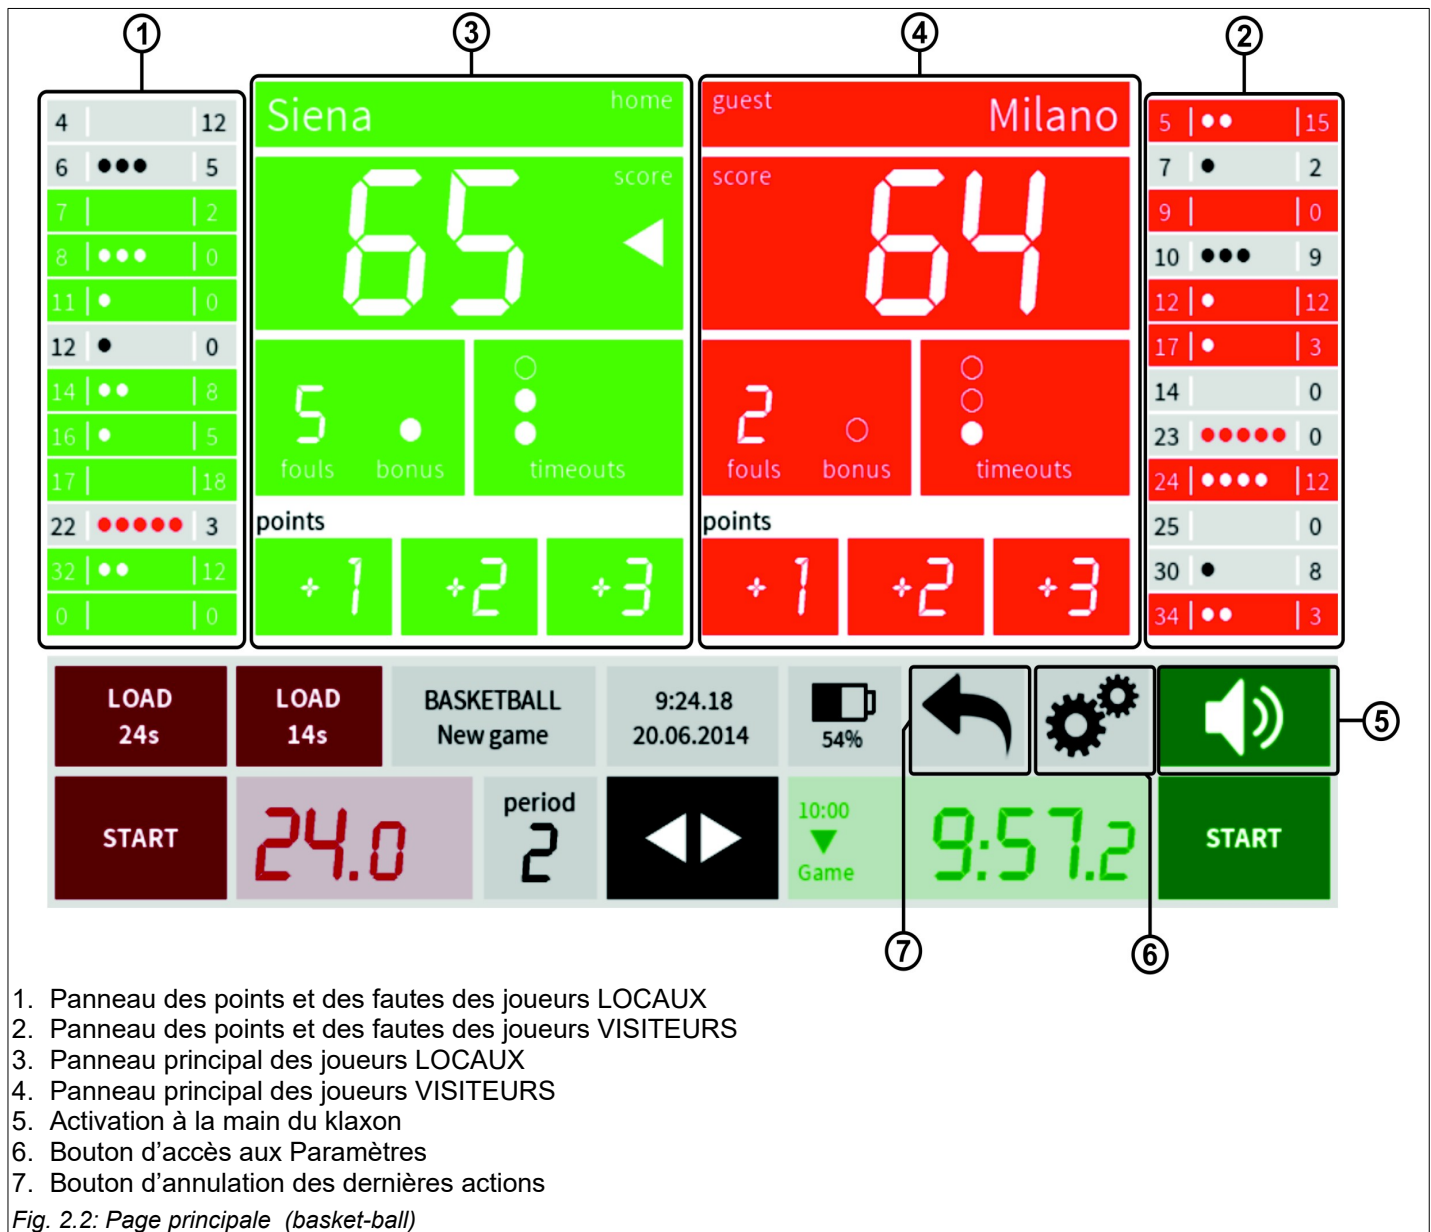 1
3
4
2
4 12
6 5
7 2
8 0
11 0
12 0
14 8
16 5
17 18
22 3
32 12
0 0
Siena home
65 score
5
fouls bonus timeouts
points
+1 +2 +3
guest Milano
score 64
2
fouls bonus timeouts
points
+1 +2 +3
5 15
7 2
9 0
10 9
12 12
17 3
14 0
23 0
24 12
25 0
30 8
34 3
LOAD
24s
LOAD
14s
BASKETBALL
New game
9:24.18
20.06.2014
54%
5
START
24.0
period
2
10:00
Game
9:57.2
START
7
6
1. Panneau des points et des fautes des joueurs LOCAUX
2. Panneau des points et des fautes des joueurs VISITEURS
3. Panneau principal des joueurs LOCAUX
4. Panneau principal des joueurs VISITEURS
5. Activation à la main du klaxon
6. Bouton d’accès aux Paramètres
7. Bouton d’annulation des dernières actions
Fig. 2.2: Page principale (basket-ball)